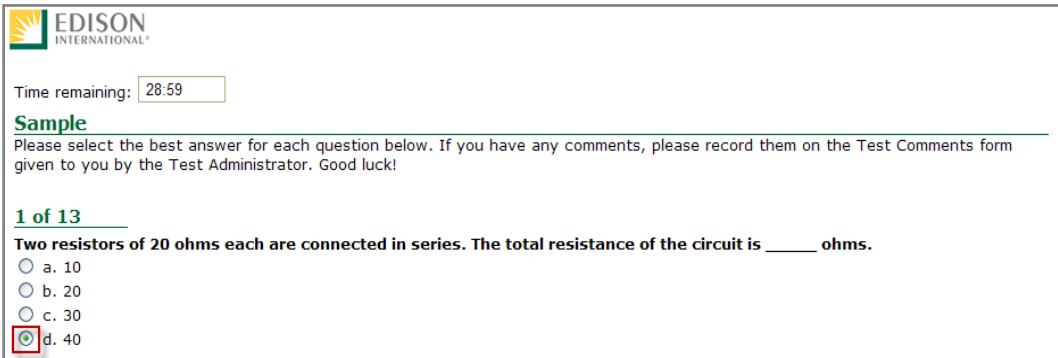 EDISON
INTERNATIONAL®
Time remaining: 28:59
Sample
Please select the best answer for each question below. If you have any comments, please record them on the Test Comments form
given to you by the Test Administrator. Good luck!
1 of 13
Two resistors of 20 ohms each are connected in series. The total resistance of the circuit is _____ ohms.
a. 10
b. 20
c. 30
d. 40